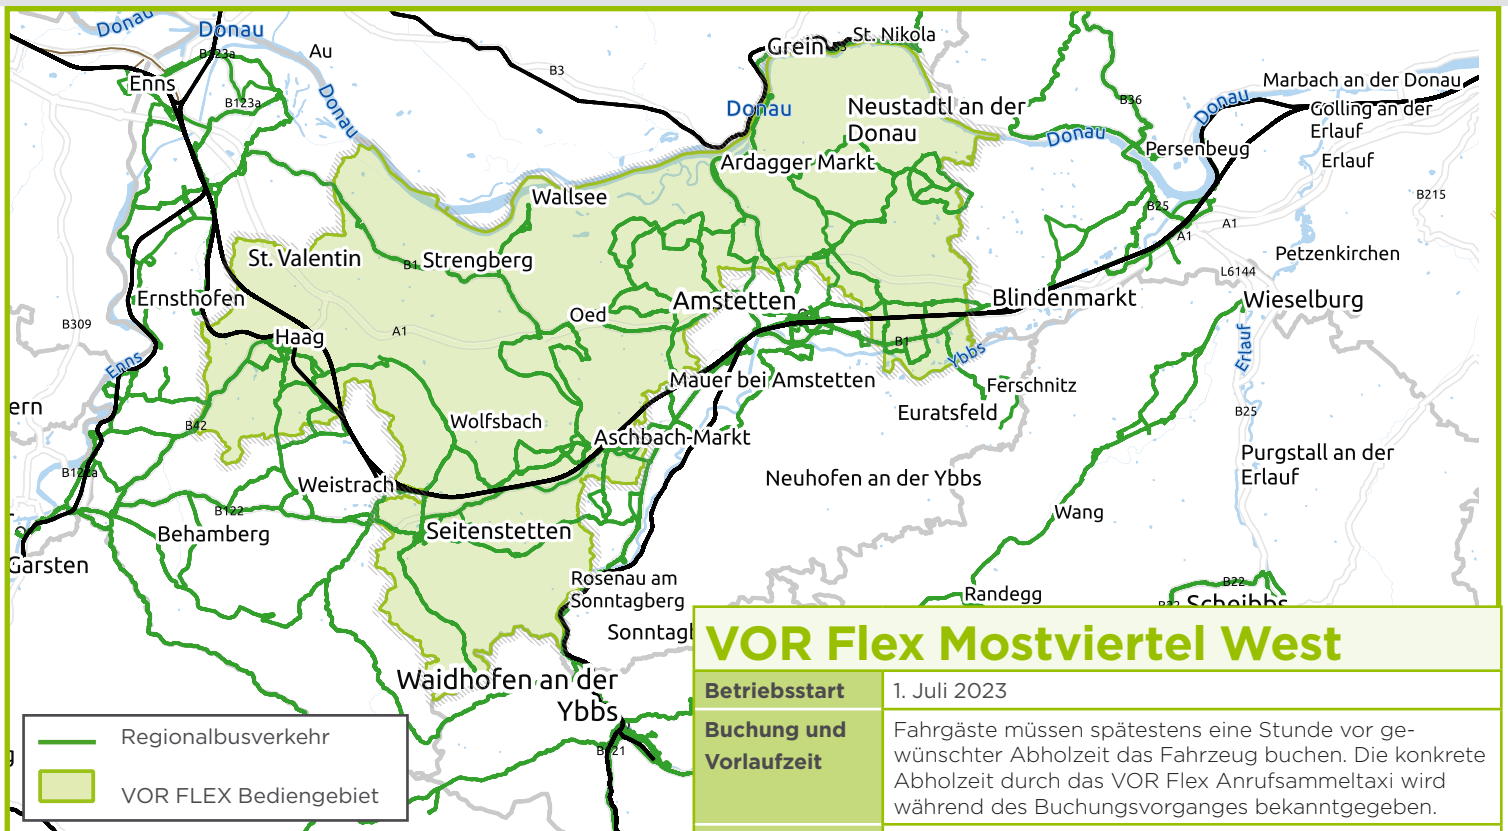 Donau
Donau
B123a
Au
Enns
B123a
Donau
B3
Grein
St. Nikola
Donau
Neustadtl an der
Donau
B36
Donau
Donau
Marbach an der Donau
Golling an der
Erlauf
Persenbeug
Erlauf
Ardagger Markt
Wallsee
B215
B25
A1
A1
St. Valentin
B1
Strengberg
Petzenkirchen
L6144
Ernsthofen
Amstetten
Blindenmarkt
Wieselburg
Oed
B309
Haag
A1
B1
Enns
Ybbs
Erlauf
Mauer bei Amstetten
Ferschnitz
ern
Euratsfeld
B25
B42
Wolfsbach
Aschbach-Markt
Purgstall an der
Erlauf
B122a
Weistrach
Neuhofen an der Ybbs
B122
Wang
Behamberg
Seitenstetten
Garsten
Rosenau am
Sonntagberg
Randegg
B22
Scheibbs
Sonntagb
Waidhofen an der
Ybbs
B121
Regionalbusverkehr
VOR FLEX Bediengebiet
VOR Flex Mostviertel West
Betriebsstart
1. Juli 2023
Buchung und
Vorlaufzeit
Fahrgäste müssen spätestens eine Stunde vor ge-
wünschter Abholzeit das Fahrzeug buchen. Die konkrete
Abholzeit durch das VOR Flex Anrufsammeltaxi wird
während des Buchungsvorganges bekanntgegeben.